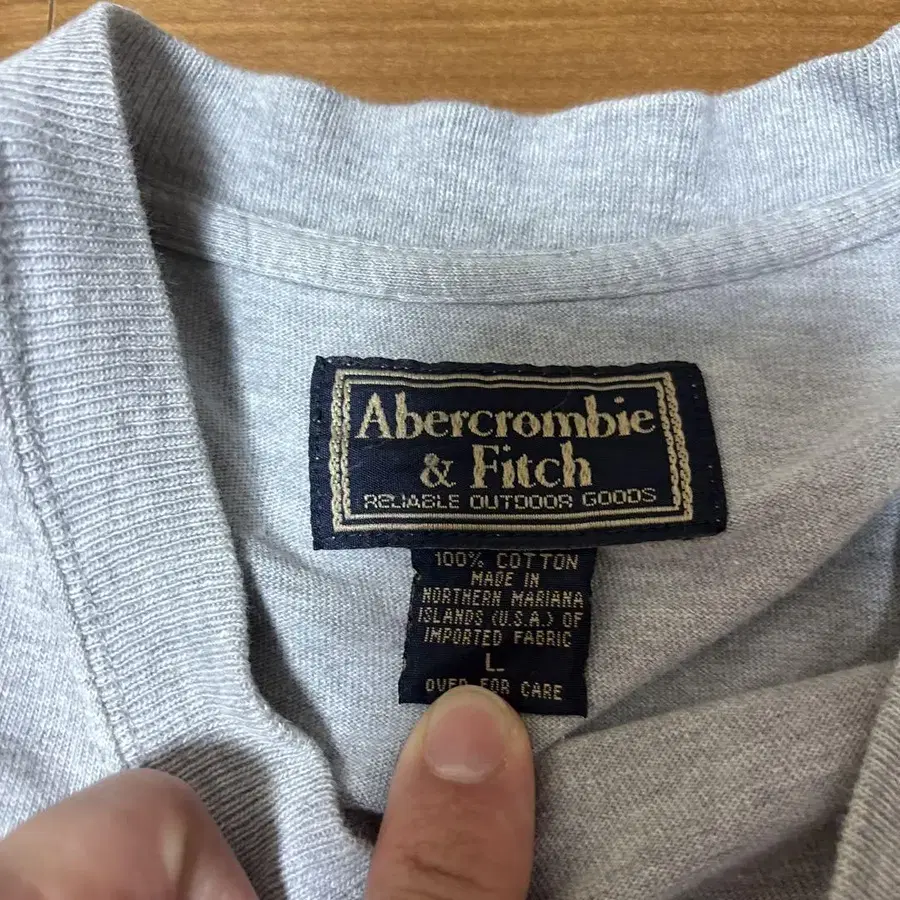 Abercrombie
& Fitch
RELIABLE OUTDOOR GOODS
100% COTTON
MADE IN
NORTHERN MARIANA
ISLANDS (U.S.A.) OF
IMPORTED FABRIC
L
OVER FOR CARE